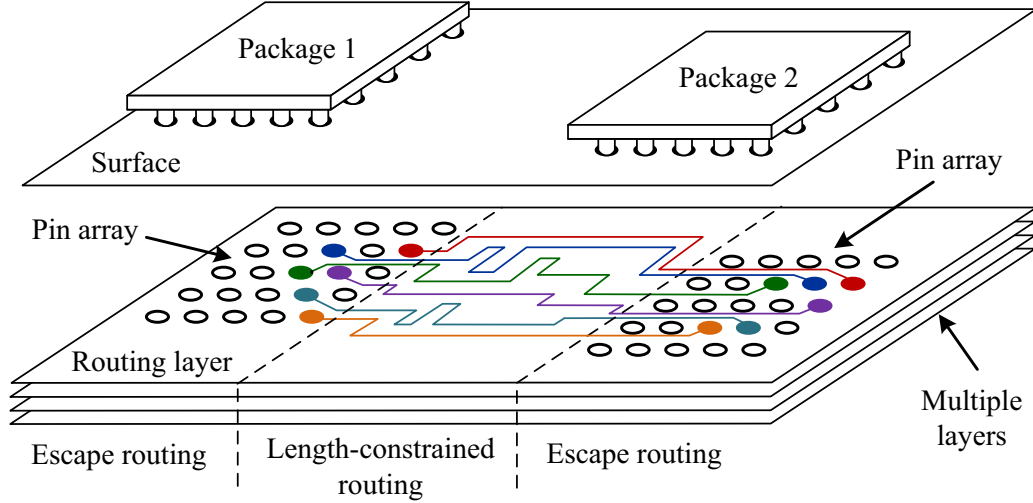 Package 1
Package 2
Surface
Pin array
Pin array
Routing layer
Multiple
layers
Escape routing
Length-constrained
routing
Escape routing